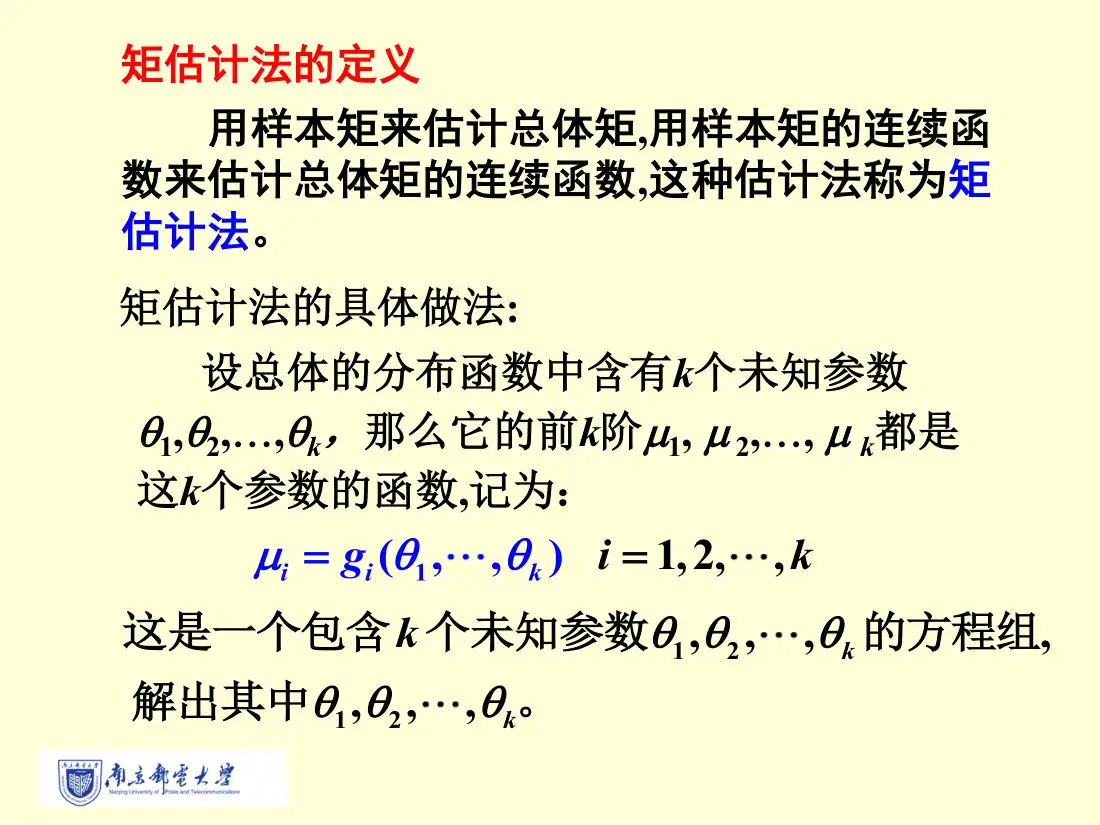 矩估计法的定义
用样本矩来估计总体矩,用样本矩的连续函
数来估计总体矩的连续函数,这种估计法称为矩
估计法。
矩估计法的具体做法:
设总体的分布函数中含有k个未知参数
θ₁,θ₂,…,θₖ，那么它的前k阶μ₁, μ₂,…, μₖ都是
这k个参数的函数,记为：
μᵢ = gᵢ(θ₁,⋯,θₖ) i = 1,2,⋯,k
这是一个包含 k 个未知参数θ₁,θ₂,⋯,θₖ 的方程组,
解出其中θ₁,θ₂,⋯,θₖ。
南京邮电大学
Nanjing University of Posts and Telecommunications